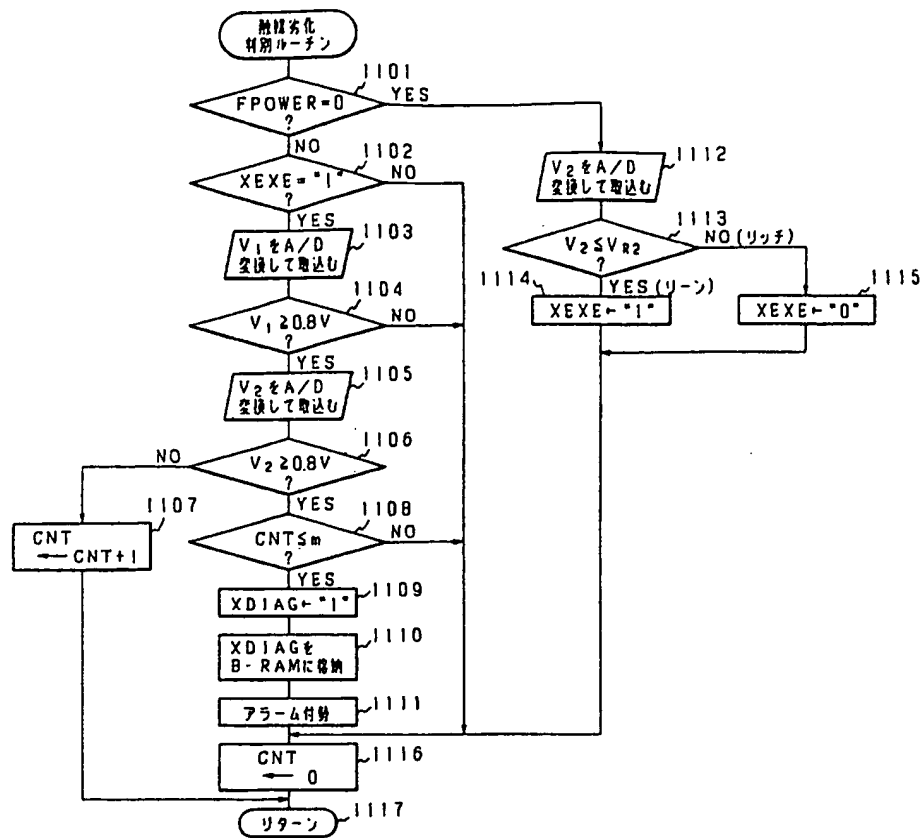 触媒劣化
判別ルーチン
1101
FPOWER=0
?
YES
NO
1102
XEXE="1"
?
NO
YES
1103
V1をA/D
変換して取込む
1104
V1≧0.8V
?
NO
YES
1105
V2をA/D
変換して取込む
1106
V2≧0.8V
?
NO
YES
1107
CNT
← CNT+1
1108
CNT≦m
?
NO
YES
1109
XDIAG←"1"
1110
XDIAGを
B-RAMに格納
1111
アラーム付勢
1112
V2をA/D
変換して取込む
1113
V2≦VR2
?
NO(リッチ)
YES(リーン)
1114
XEXE←"1"
1115
XEXE←"0"
1116
CNT
← 0
1117
リターン